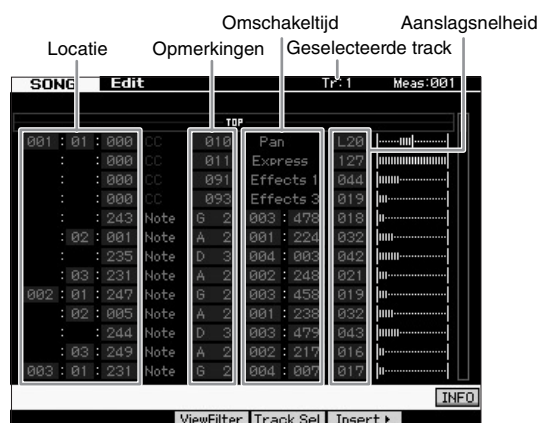 Omschakeltijd Aanslagsnelheid
Locatie Opmerkingen Geselecteerde track
SONG Edit Tr:1 Meas:001
TOP
001 : 01 : 000 CC 010 Pan L20
: : 000 CC 011 Express 127
: : 000 CC 091 Effects 1 044
: : 000 CC 093 Effects 3 019
: : 243 Note G 2 003 : 478 018
: 02 : 001 Note A 2 001 : 224 032
: : 235 Note D 3 004 : 003 042
: 03 : 231 Note A 2 002 : 248 021
002 : 01 : 247 Note G 2 003 : 458 019
: 02 : 005 Note A 2 001 : 238 032
: : 244 Note D 3 003 : 479 043
: 03 : 249 Note A 2 002 : 217 016
003 : 01 : 231 Note G 2 004 : 007 017
INFO
ViewFilter Track Sel Insert